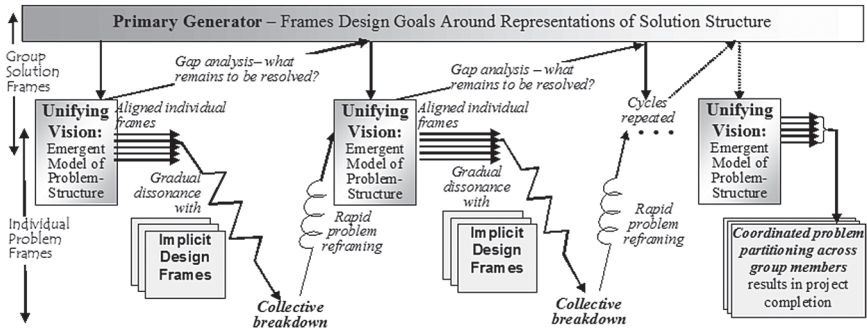 Primary Generator – Frames Design Goals Around Representations of Solution Structure
Group
Solution
Frames
Individual
Problem
Frames
Unifying
Vision:
Emergent
Model of
Problem-
Structure
Gap analysis– what
remains to be resolved?
Aligned individual
frames
Gradual
dissonance
with
Implicit
Design
Frames
Collective
breakdown
Rapid
problem
reframing
Unifying
Vision:
Emergent
Model of
Problem-
Structure
Gap analysis – what
remains to be resolved?
Aligned individual
frames
Gradual
dissonance
with
Implicit
Design
Frames
Collective
breakdown
Rapid
problem
reframing
Cycles
repeated
Unifying
Vision:
Emergent
Model of
Problem-
Structure
Coordinated problem
partitioning across
group members
results in project
completion